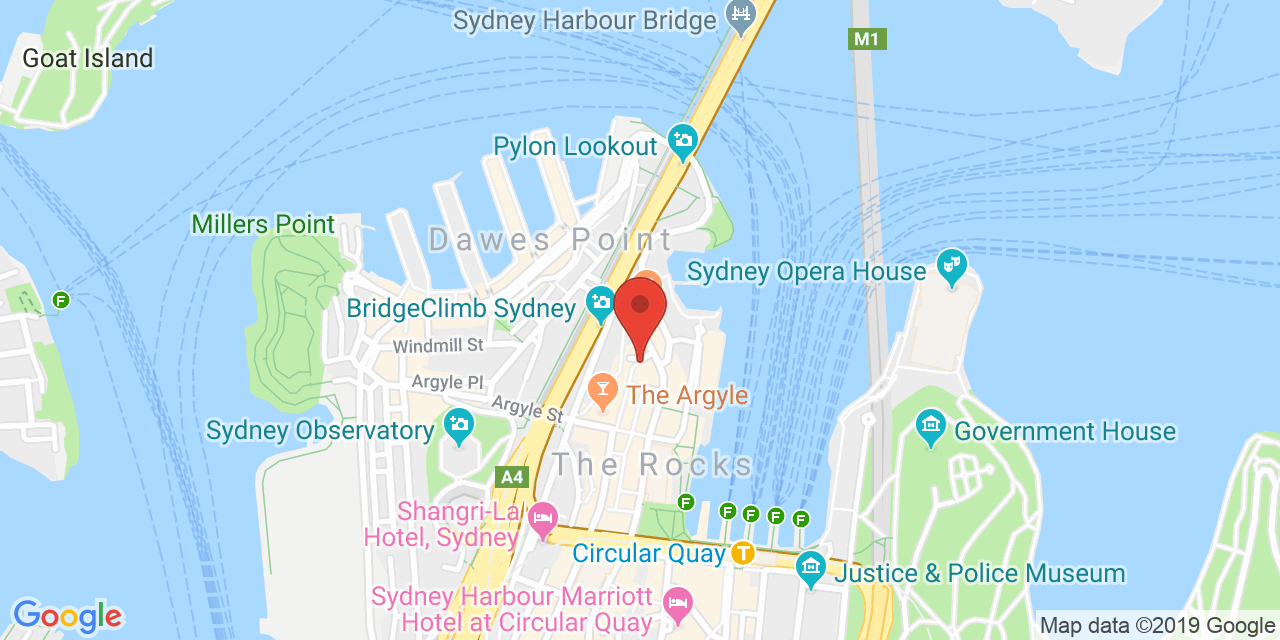 Sydney Harbour Bridge
M1
Goat Island
Pylon Lookout
Millers Point
Dawes Point
Sydney Opera House
F
BridgeClimb Sydney
Windmill St
Argyle Pl
The Argyle
Argyle St
Sydney Observatory
Government House
The Rocks
A4
F
F
F
F
F
Shangri-La
Hotel, Sydney
Circular Quay
T
Justice & Police Museum
Sydney Harbour Marriott
Hotel at Circular Quay
Google
Map data ©2019 Google